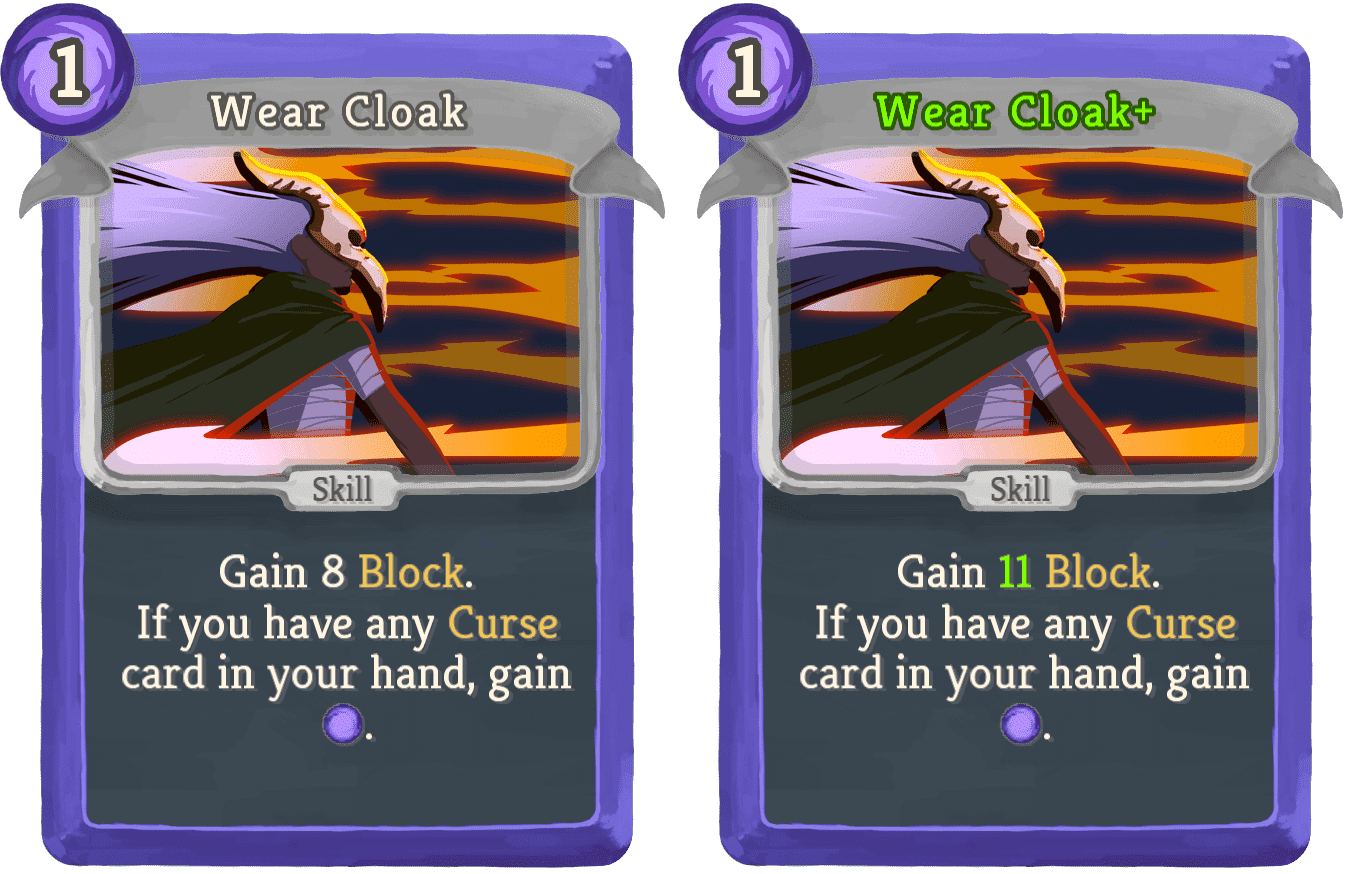 1
Wear Cloak
Skill
Gain 8 Block.
If you have any Curse
card in your hand, gain
.
1
Wear Cloak+
Skill
Gain 11 Block.
If you have any Curse
card in your hand, gain
.